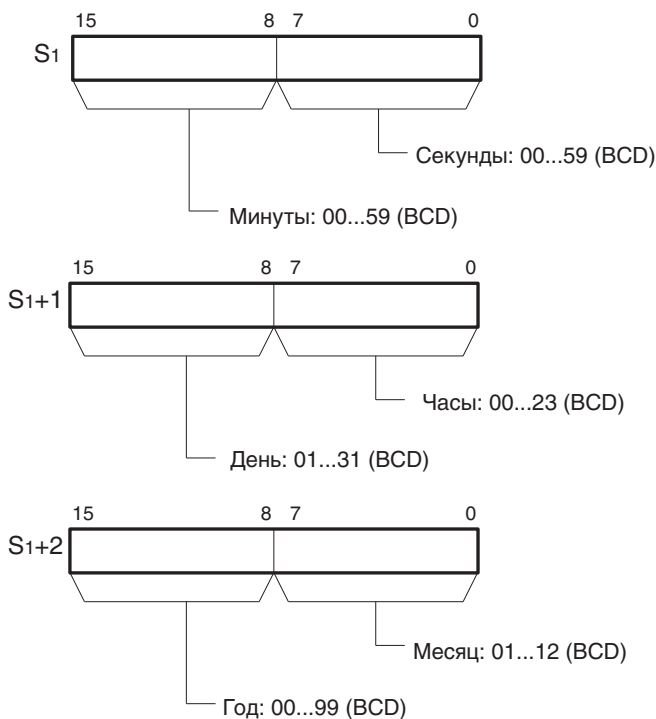 15 8 7 0
S1
Секунды: 00...59 (BCD)
Минуты: 00...59 (BCD)
15 8 7 0
S1+1
Часы: 00...23 (BCD)
День: 01...31 (BCD)
15 8 7 0
S1+2
Месяц: 01...12 (BCD)
Год: 00...99 (BCD)